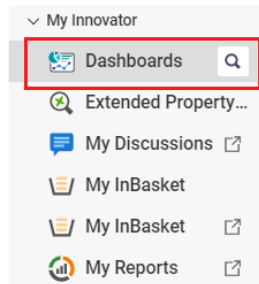 My Innovator
Dashboards
Extended Property...
My Discussions
My InBasket
My InBasket
My Reports